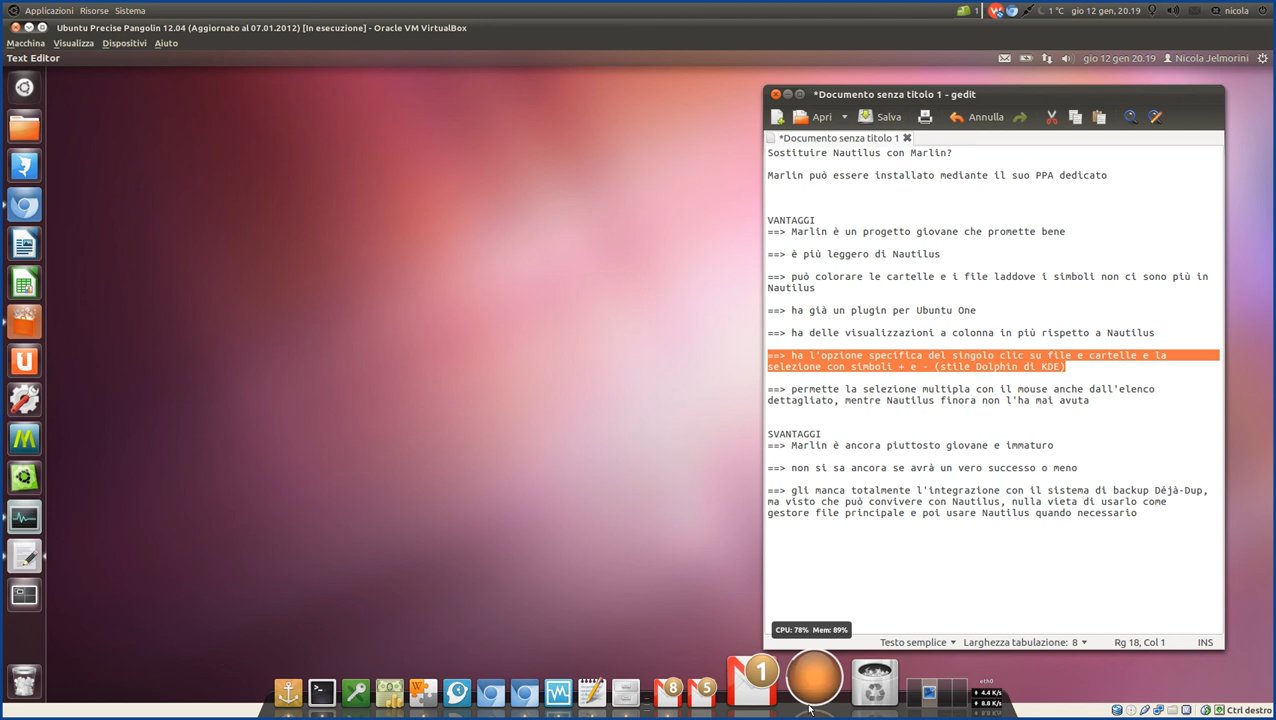 Applicazioni Risorse Sistema
1
1 °C
gio 12 gen, 20.19
nicola
Ubuntu Precise Pangolin 12.04 (Aggiornato al 07.01.2012) [In esecuzione] - Oracle VM VirtualBox
Macchina Visualizza Dispositivi Aiuto
Text Editor
gio 12 gen 20.19
Nicola Jelmorini
*Documento senza titolo 1 - gedit
Apri
Salva
Annulla
*Documento senza titolo 1
Sostituire Nautilus con Marlin?
Marlin può essere installato mediante il suo PPA dedicato
VANTAGGI
==> Marlin è un progetto giovane che promette bene
==> è più leggero di Nautilus
==> può colorare le cartelle e i file laddove i simboli non ci sono più in
Nautilus
==> ha già un plugin per Ubuntu One
==> ha delle visualizzazioni a colonna in più rispetto a Nautilus
==> ha l'opzione specifica del singolo clic su file e cartelle e la
selezione con simboli + e - (stile Dolphin di KDE)
==> permette la selezione multipla con il mouse anche dall'elenco
dettagliato, mentre Nautilus finora non l'ha mai avuta
SVANTAGGI
==> Marlin è ancora piuttosto giovane e immaturo
==> non si sa ancora se avrà un vero successo o meno
==> gli manca totalmente l'integrazione con il sistema di backup Déjà-Dup,
ma visto che può convivere con Nautilus, nulla vieta di usarlo come
gestore file principale e poi usare Nautilus quando necessario
CPU: 78% Mem: 89%
Testo semplice
Larghezza tabulazione: 8
Rg 18, Col 1
INS
8
5
1
eth0
4.4 K/s
8.8 K/s
Ctrl destro